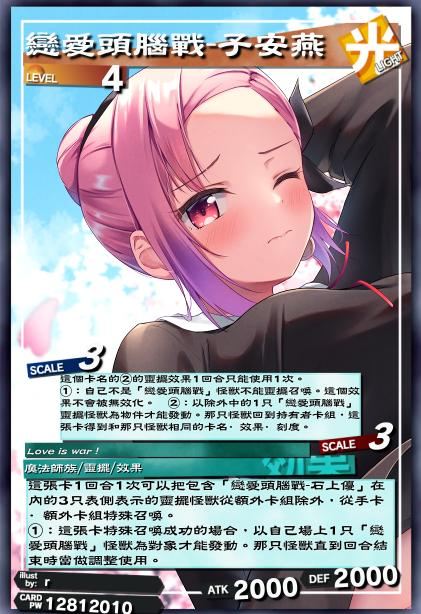 戀愛頭腦戰-子安燕
光
LIGHT
LEVEL 4
SCALE 3
這個卡名的②的靈擺效果1回合只能使用1次。
①：自己不是「戀愛頭腦戰」怪獸不能靈擺召喚。這個效
果不會被無效化。 ②：以除外中的1只「戀愛頭腦戰」
靈擺怪獸為對象才能發動。那只怪獸回到持有者卡組，這
張卡得到和那只怪獸相同的卡名、效果、刻度。
SCALE 3
Love is war！
魔法師族/靈擺/效果
這張卡1回合1次可以把包含「戀愛頭腦戰-石上優」在
內的3只表側表示的靈擺怪獸從額外卡組除外，從手卡
、額外卡組特殊召喚。
①：這張卡特殊召喚成功的場合，以自己場上1只「戀
愛頭腦戰」怪獸為對象才能發動。那只怪獸直到回合結
束時當做調整使用。
illust by: r
ATK 2000 DEF 2000
CARD PW 12812010